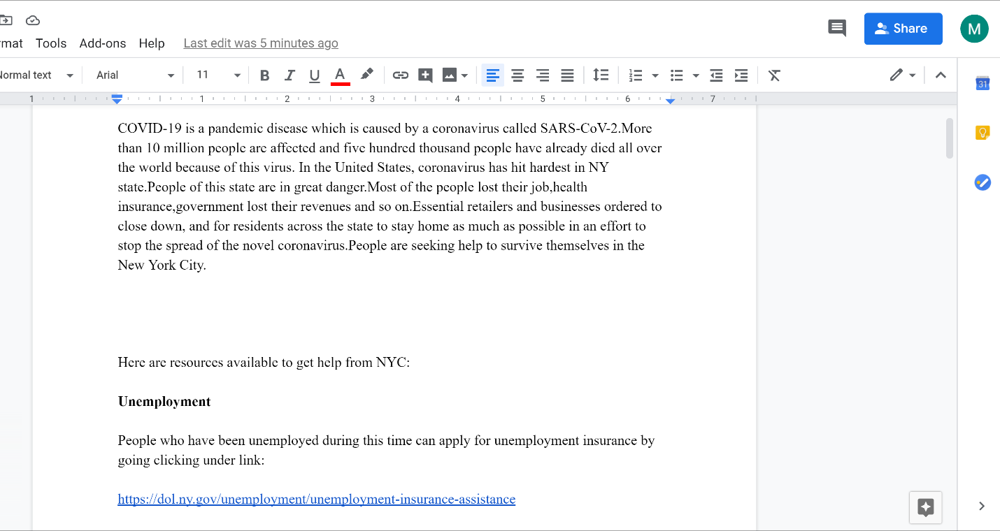 rmat Tools Add-ons Help Last edit was 5 minutes ago
Share
M
Normal text Arial 11 B I U A
31
1 1 2 3 4 5 6 7
COVID-19 is a pandemic disease which is caused by a coronavirus called SARS-CoV-2.More
than 10 million people are affected and five hundred thousand people have already died all over
the world because of this virus. In the United States, coronavirus has hit hardest in NY
state.People of this state are in great danger.Most of the people lost their job,health
insurance,government lost their revenues and so on.Essential retailers and businesses ordered to
close down, and for residents across the state to stay home as much as possible in an effort to
stop the spread of the novel coronavirus.People are seeking help to survive themselves in the
New York City.
Here are resources available to get help from NYC:
Unemployment
People who have been unemployed during this time can apply for unemployment insurance by
going clicking under link:
https://dol.ny.gov/unemployment/unemployment-insurance-assistance